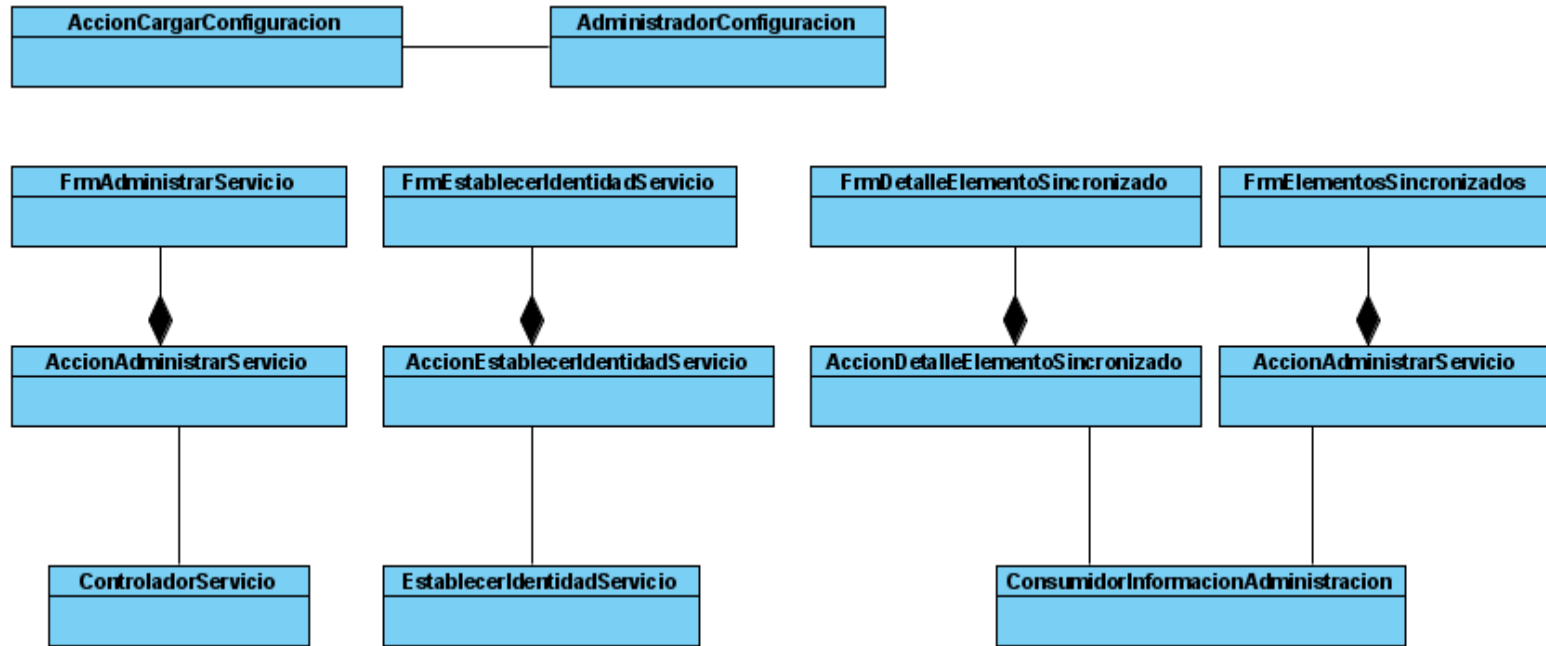 AccionCargarConfiguracion
AdministradorConfiguracion
FrmAdministrarServicio
FrmEstablecerIdentidadServicio
FrmDetalleElementoSincronizado
FrmElementosSincronizados
AccionAdministrarServicio
AccionEstablecerIdentidadServicio
AccionDetalleElementoSincronizado
AccionAdministrarServicio
ControladorServicio
EstablecerIdentidadServicio
ConsumidorInformacionAdministracion